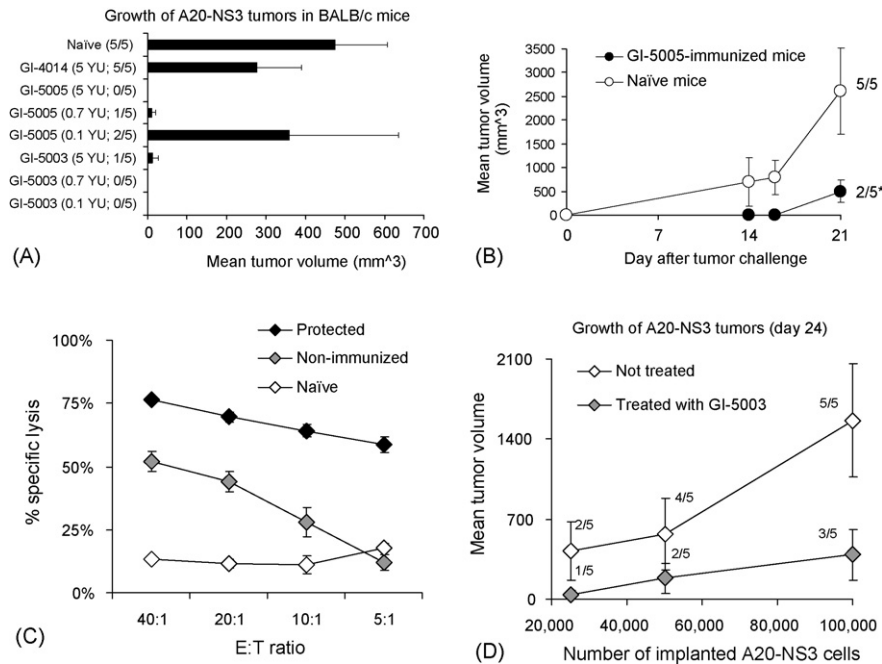 Growth of A20-NS3 tumors in BALB/c mice
Naïve (5/5)
GI-4014 (5 YU; 5/5)
GI-5005 (5 YU; 0/5)
GI-5005 (0.7 YU; 1/5)
GI-5005 (0.1 YU; 2/5)
GI-5003 (5 YU; 1/5)
GI-5003 (0.7 YU; 0/5)
GI-5003 (0.1 YU; 0/5)
0 100 200 300 400 500 600 700
Mean tumor volume (mm^3)
(A)
GI-5005-immunized mice
Naïve mice
Mean tumor volume
(mm^3)
3500
3000
2500
2000
1500
1000
500
0
5/5
2/5*
0 7 14 21
Day after tumor challenge
(B)
Protected
Non-immunized
Naïve
% specific lysis
100%
75%
50%
25%
0%
40:1 20:1 10:1 5:1
E:T ratio
(C)
Growth of A20-NS3 tumors (day 24)
Not treated
Treated with GI-5003
Mean tumor volume
2100
1400
700
0
5/5
4/5
2/5
3/5
2/5
1/5
20,000 40,000 60,000 80,000 100,000
Number of implanted A20-NS3 cells
(D)